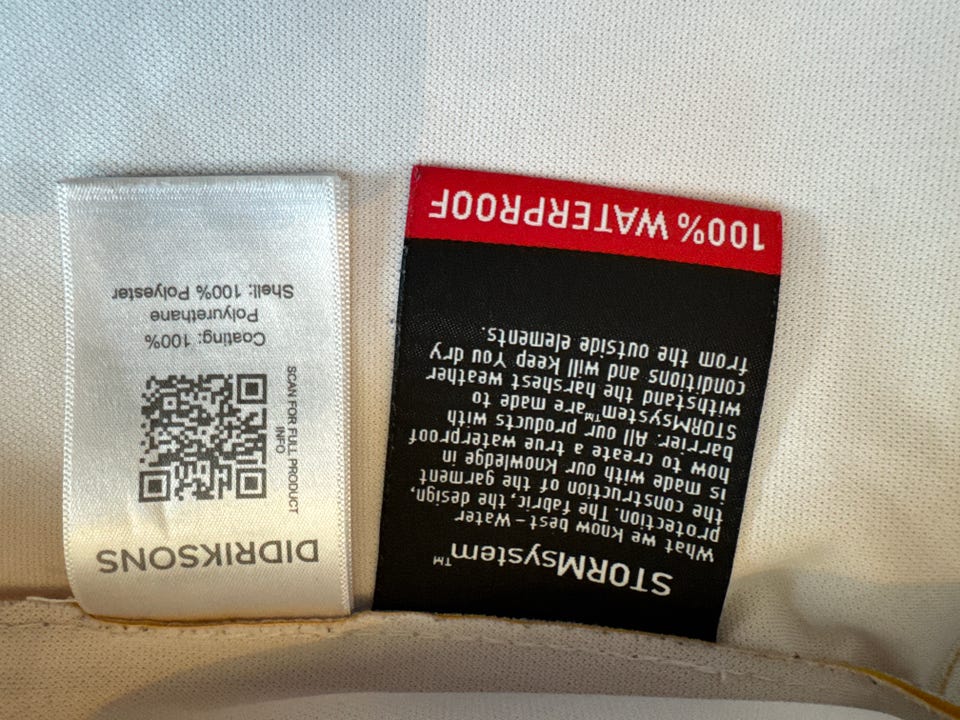 DIDRIKSONS
SCAN FOR FULL PRODUCT
INFO
Coating: 100%
Polyurethane
Shell: 100% Polyester
STORMsystem™
What we know best – Water
protection. The fabric, the design,
the construction of the garment
is made with our knowledge in
how to create a true waterproof
barrier. All our products with
STORMsystem™ are made to
withstand the harshest weather
conditions and will keep You dry
from the outside elements.
100% WATERPROOF